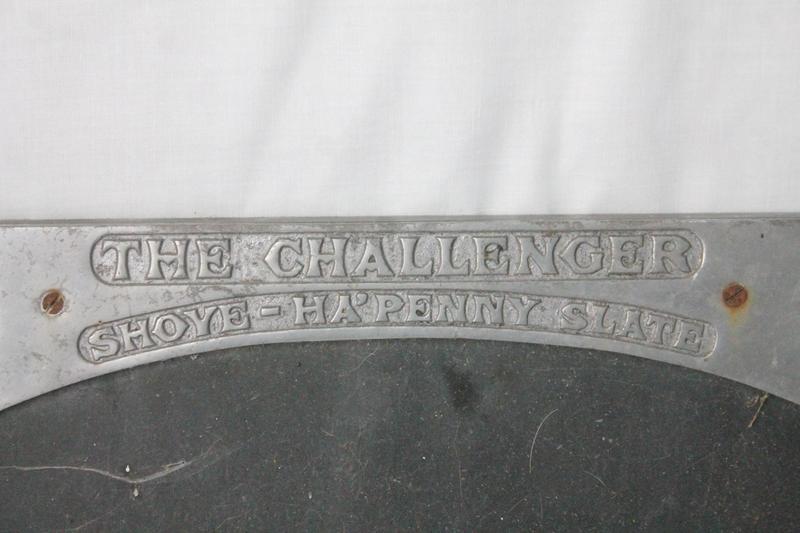 THE CHALLENGER
SHOVE - HA'PENNY SLATE